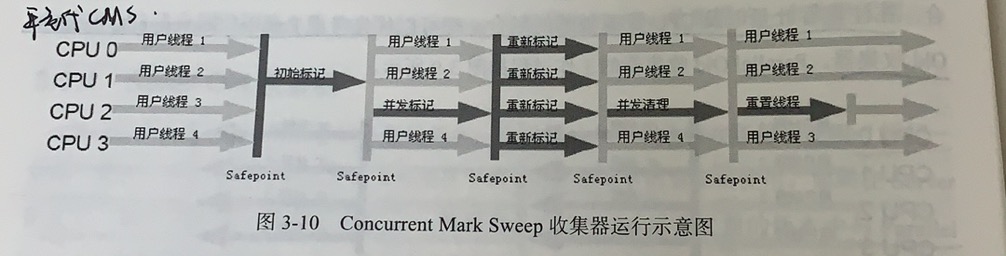 CMS.
CPU 0 用户线程 1 用户线程 1 重新标记 用户线程 1 用户线程 1
CPU 1 用户线程 2 初始标记 用户线程 2 重新标记 用户线程 2 用户线程 2
CPU 2 用户线程 3 并发标记 重新标记 并发清理 重置线程
CPU 3 用户线程 4 用户线程 4 重新标记 用户线程 4 用户线程 3
Safepoint Safepoint Safepoint Safepoint Safepoint
图 3-10 Concurrent Mark Sweep 收集器运行示意图